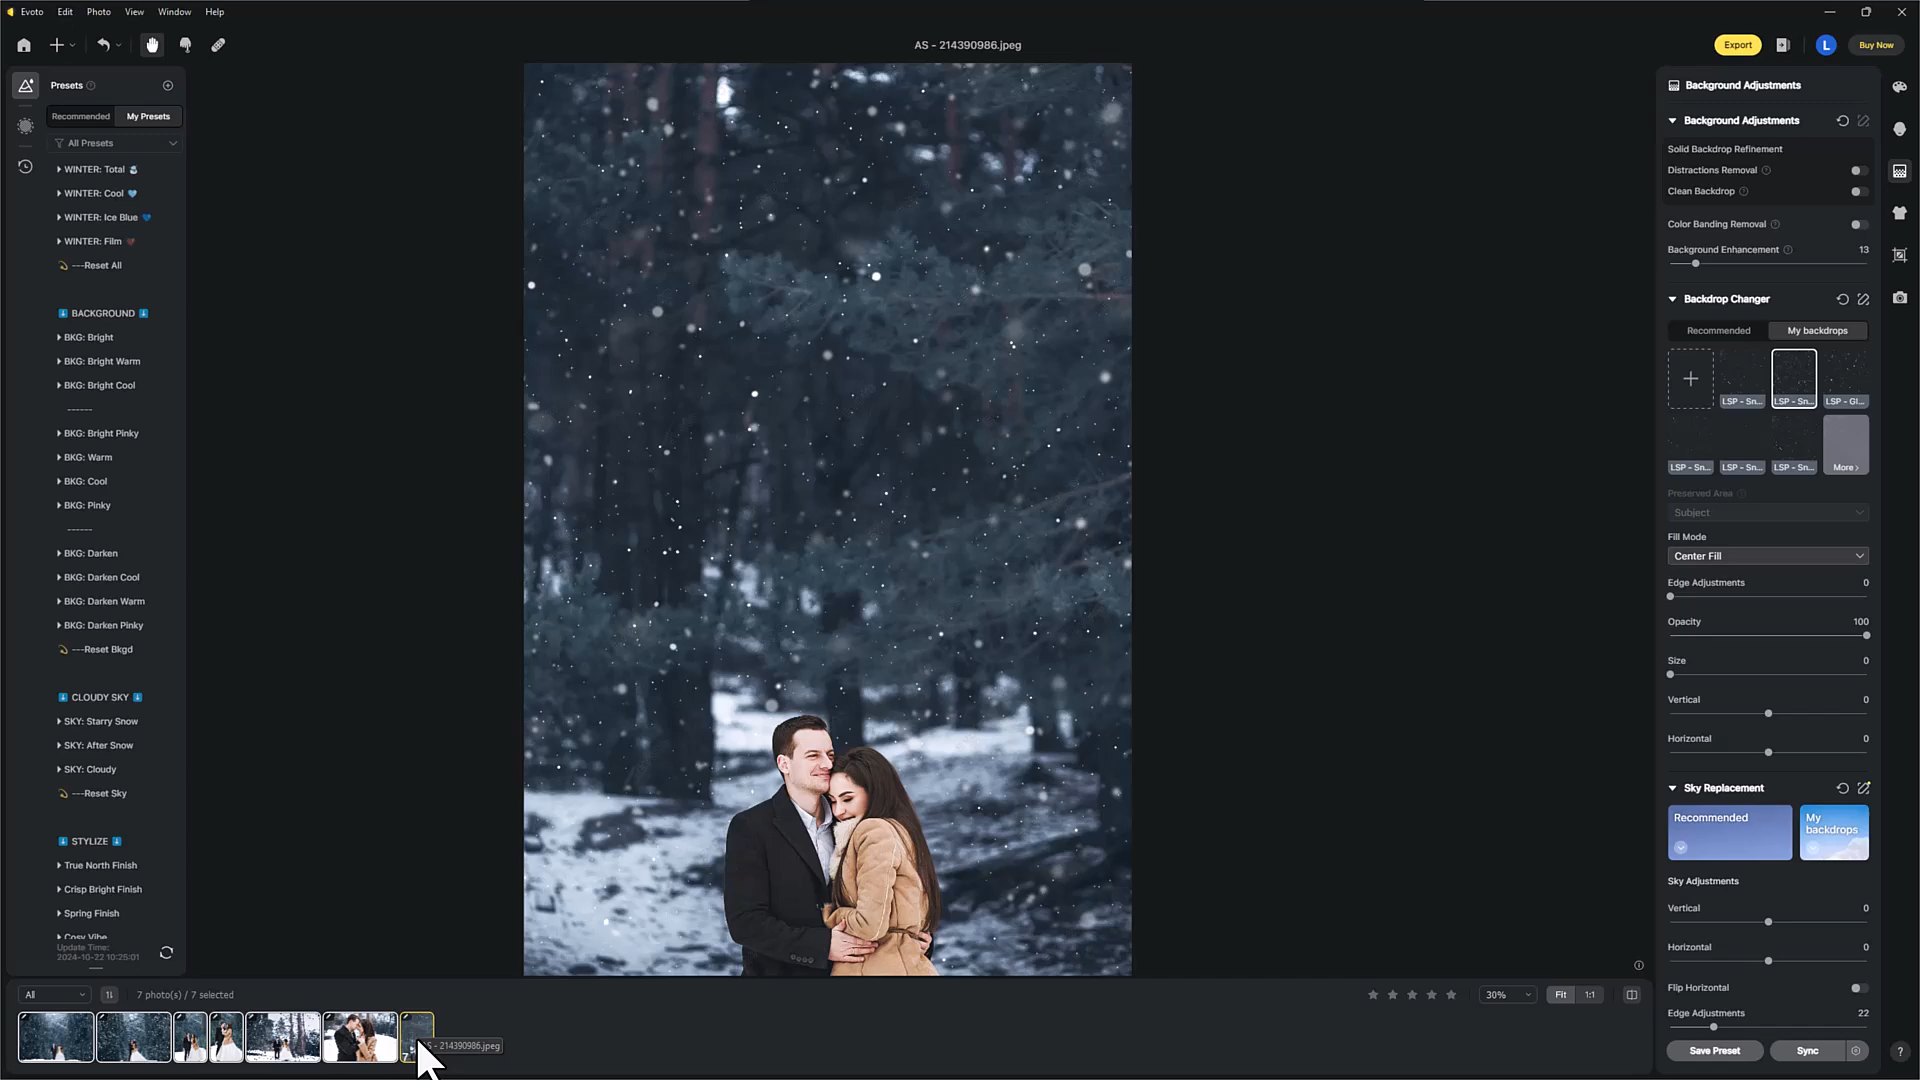 Evoto Edit Photo View Window Help
AS - 214390986.jpeg
Export
L
Buy Now
Presets
Recommended My Presets
All Presets
WINTER: Total
WINTER: Cool
WINTER: Ice Blue
WINTER: Film
---Reset All
BACKGROUND
BKG: Bright
BKG: Bright Warm
BKG: Bright Cool
------
BKG: Bright Pinky
BKG: Warm
BKG: Cool
BKG: Pinky
------
BKG: Darken
BKG: Darken Cool
BKG: Darken Warm
BKG: Darken Pinky
---Reset Bkgd
CLOUDY SKY
SKY: Starry Snow
SKY: After Snow
SKY: Cloudy
---Reset Sky
STYLIZE
True North Finish
Crisp Bright Finish
Spring Finish
Cosy Vibe
Update Time:
2024-10-22 10:25:01
Background Adjustments
Background Adjustments
Solid Backdrop Refinement
Distractions Removal
Clean Backdrop
Color Banding Removal
Background Enhancement 13
Backdrop Changer
Recommended My backdrops
LSP - Sn... LSP - Sn... LSP - Gl...
LSP - Sn... LSP - Sn... LSP - Sn... More >
Preserved Area
Subject
Fill Mode
Center Fill
Edge Adjustments 0
Opacity 100
Size 0
Vertical 0
Horizontal 0
Sky Replacement
Recommended
My
backdrops
Sky Adjustments
Vertical 0
Horizontal 0
Flip Horizontal
Edge Adjustments 22
Save Preset Sync
All 7 photo(s) / 7 selected
30% Fit 1:1
7
- 214390986.jpeg